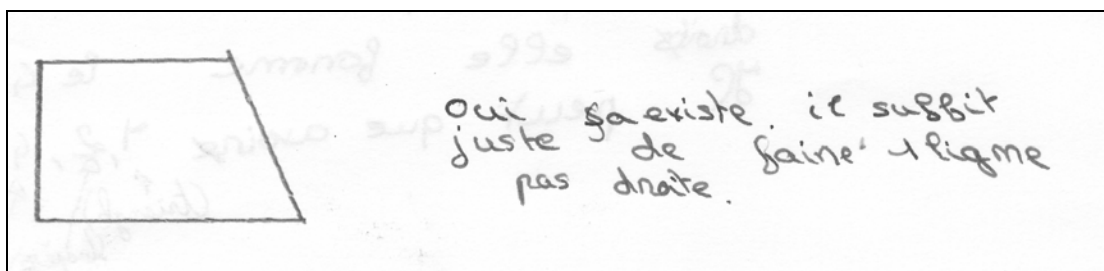 Oui ça existe. il suffit
juste de faire 1 ligne
pas droite.